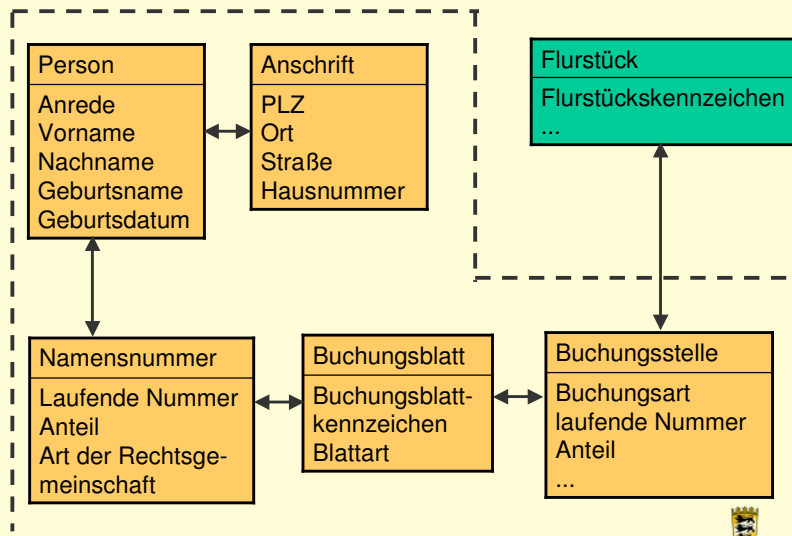 Person
Anrede
Vorname
Nachname
Geburtsname
Geburtsdatum
Anschrift
PLZ
Ort
Straße
Hausnummer
Flurstück
Flurstückskennzeichen
...
Namensnummer
Laufende Nummer
Anteil
Art der Rechtsge-
meinschaft
Buchungsblatt
Buchungsblatt-
kennzeichen
Blattart
Buchungsstelle
Buchungsart
laufende Nummer
Anteil
...